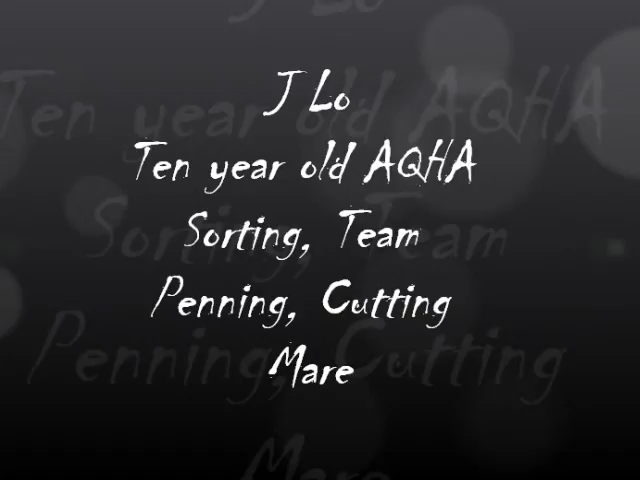 J Lo
Ten year old AQHA
Sorting, Team
Penning, Cutting
Mare